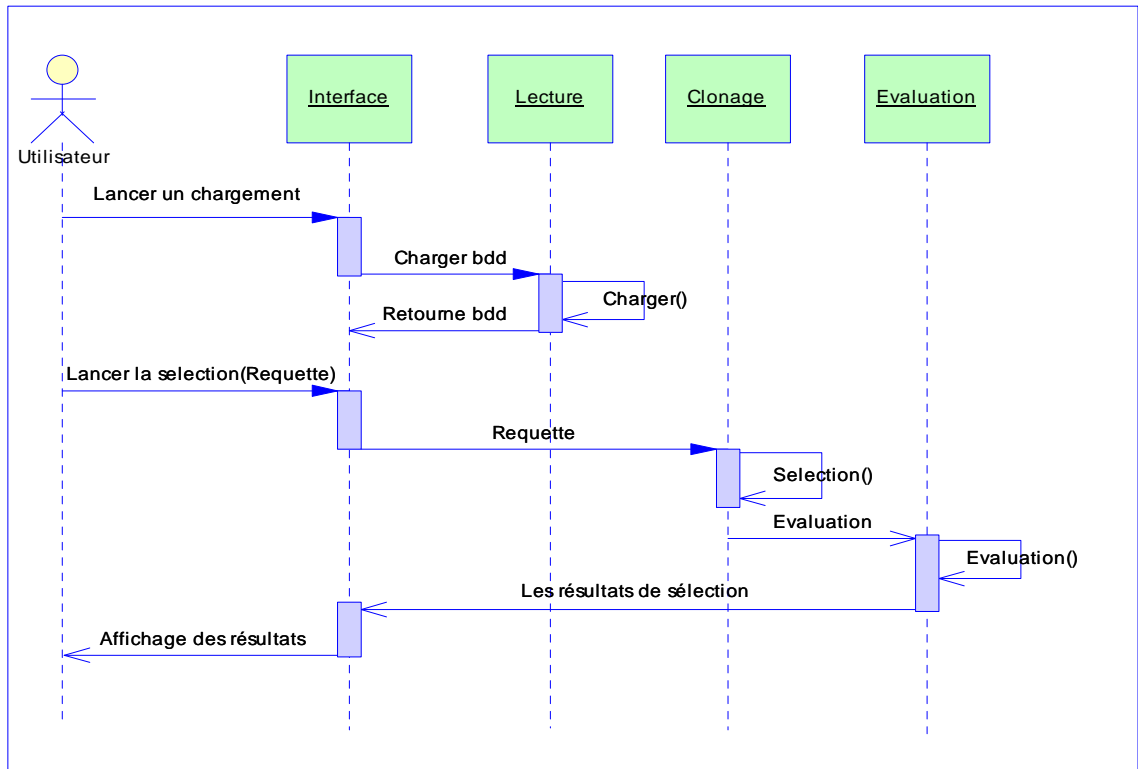 Interface
Lecture
Clonage
Evaluation
Utilisateur
Lancer un chargement
Charger bdd
Charger()
Retourne bdd
Lancer la selection(Requette)
Requette
Selection()
Evaluation
Evaluation()
Les résultats de sélection
Affichage des résultats